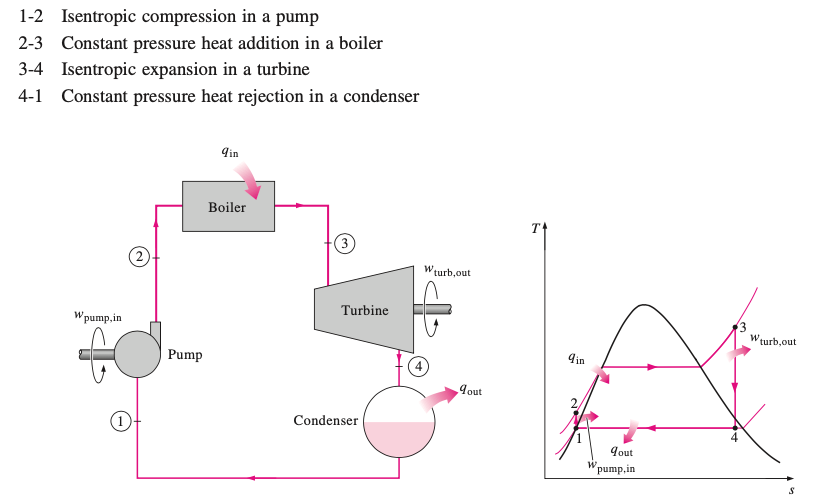 1-2 Isentropic compression in a pump
2-3 Constant pressure heat addition in a boiler
3-4 Isentropic expansion in a turbine
4-1 Constant pressure heat rejection in a condenser
qin
Boiler
2
3
wturb,out
Turbine
wpump,in
Pump
4
qout
Condenser
1
T
3
wturb,out
qin
2
1
4
qout
wpump,in
s